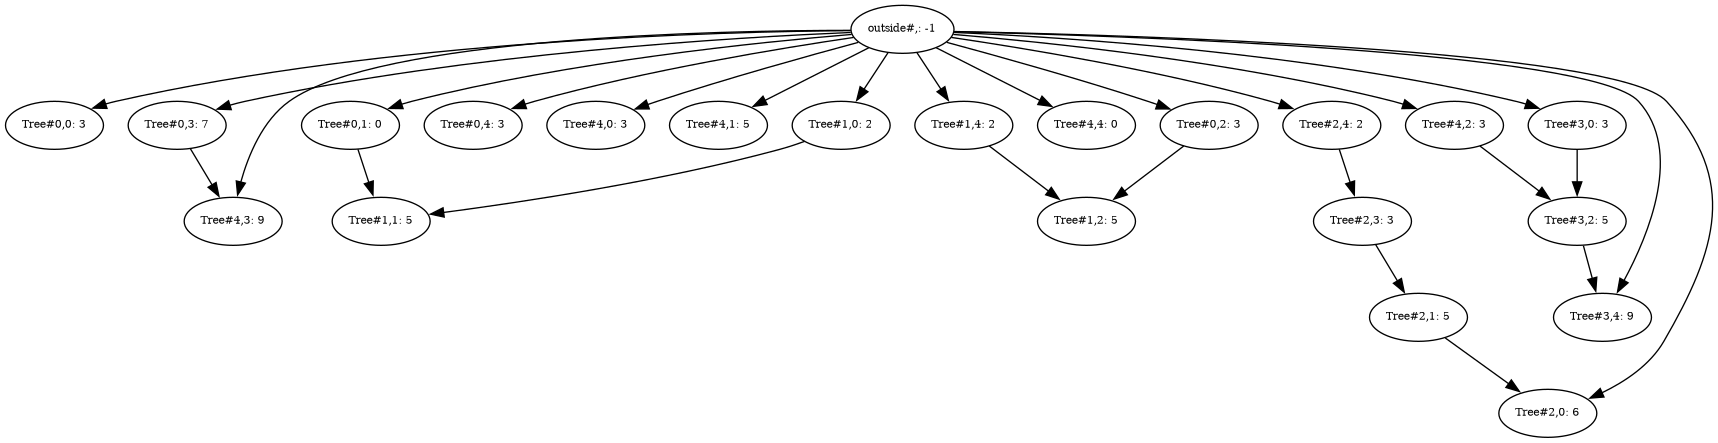 outside#,: -1
Tree#0,0: 3
Tree#0,3: 7
Tree#0,1: 0
Tree#0,4: 3
Tree#4,0: 3
Tree#4,1: 5
Tree#1,0: 2
Tree#1,4: 2
Tree#4,4: 0
Tree#0,2: 3
Tree#2,4: 2
Tree#4,2: 3
Tree#3,0: 3
Tree#4,3: 9
Tree#1,1: 5
Tree#1,2: 5
Tree#2,3: 3
Tree#3,2: 5
Tree#2,1: 5
Tree#3,4: 9
Tree#2,0: 6